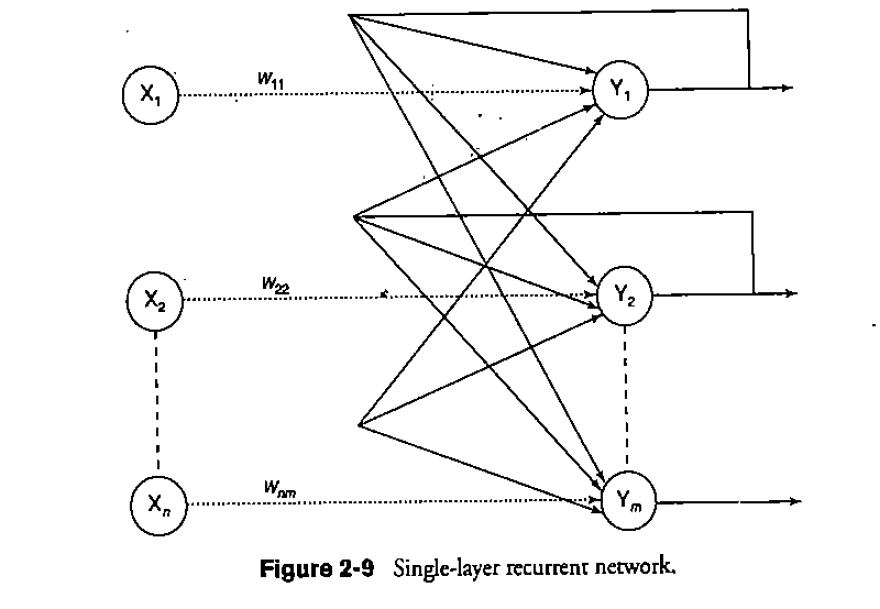 X1 W11 Y1
X2 W22 Y2
Xn Wnm Ym
Figure 2-9 Single-layer recurrent network.